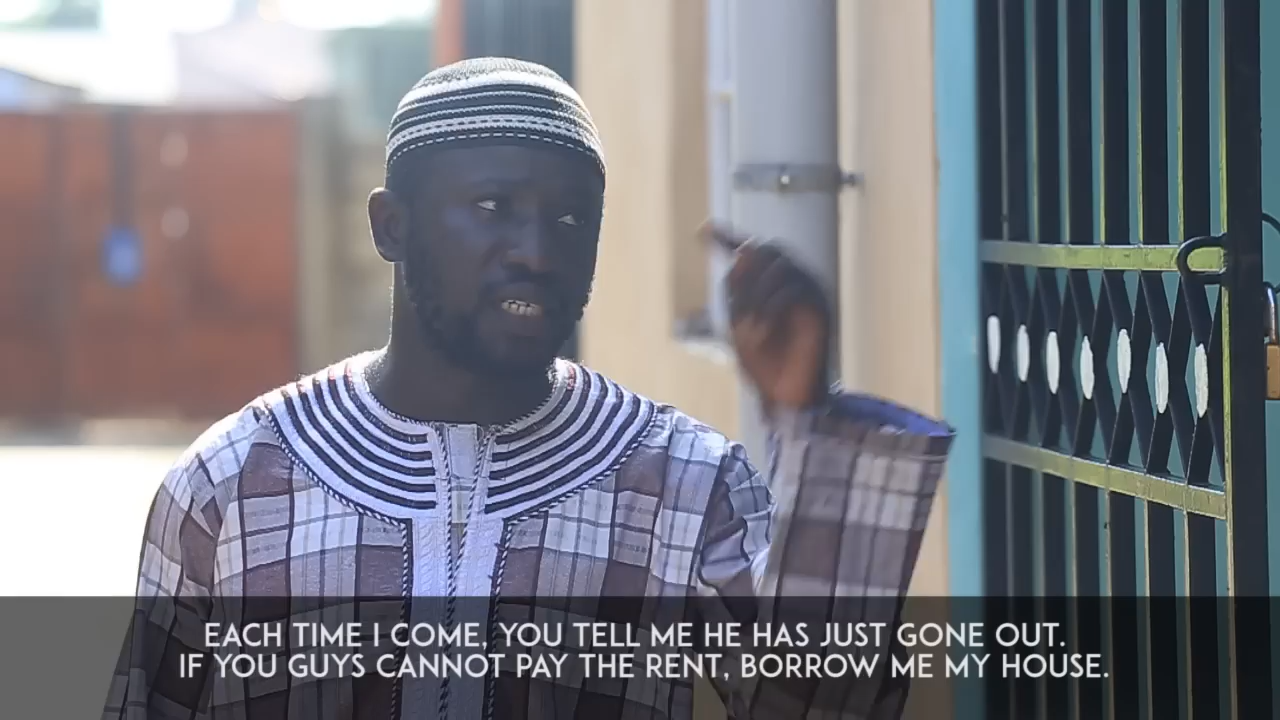 EACH TIME I COME, YOU TELL ME HE HAS JUST GONE OUT.
IF YOU GUYS CANNOT PAY THE RENT, BORROW ME MY HOUSE.